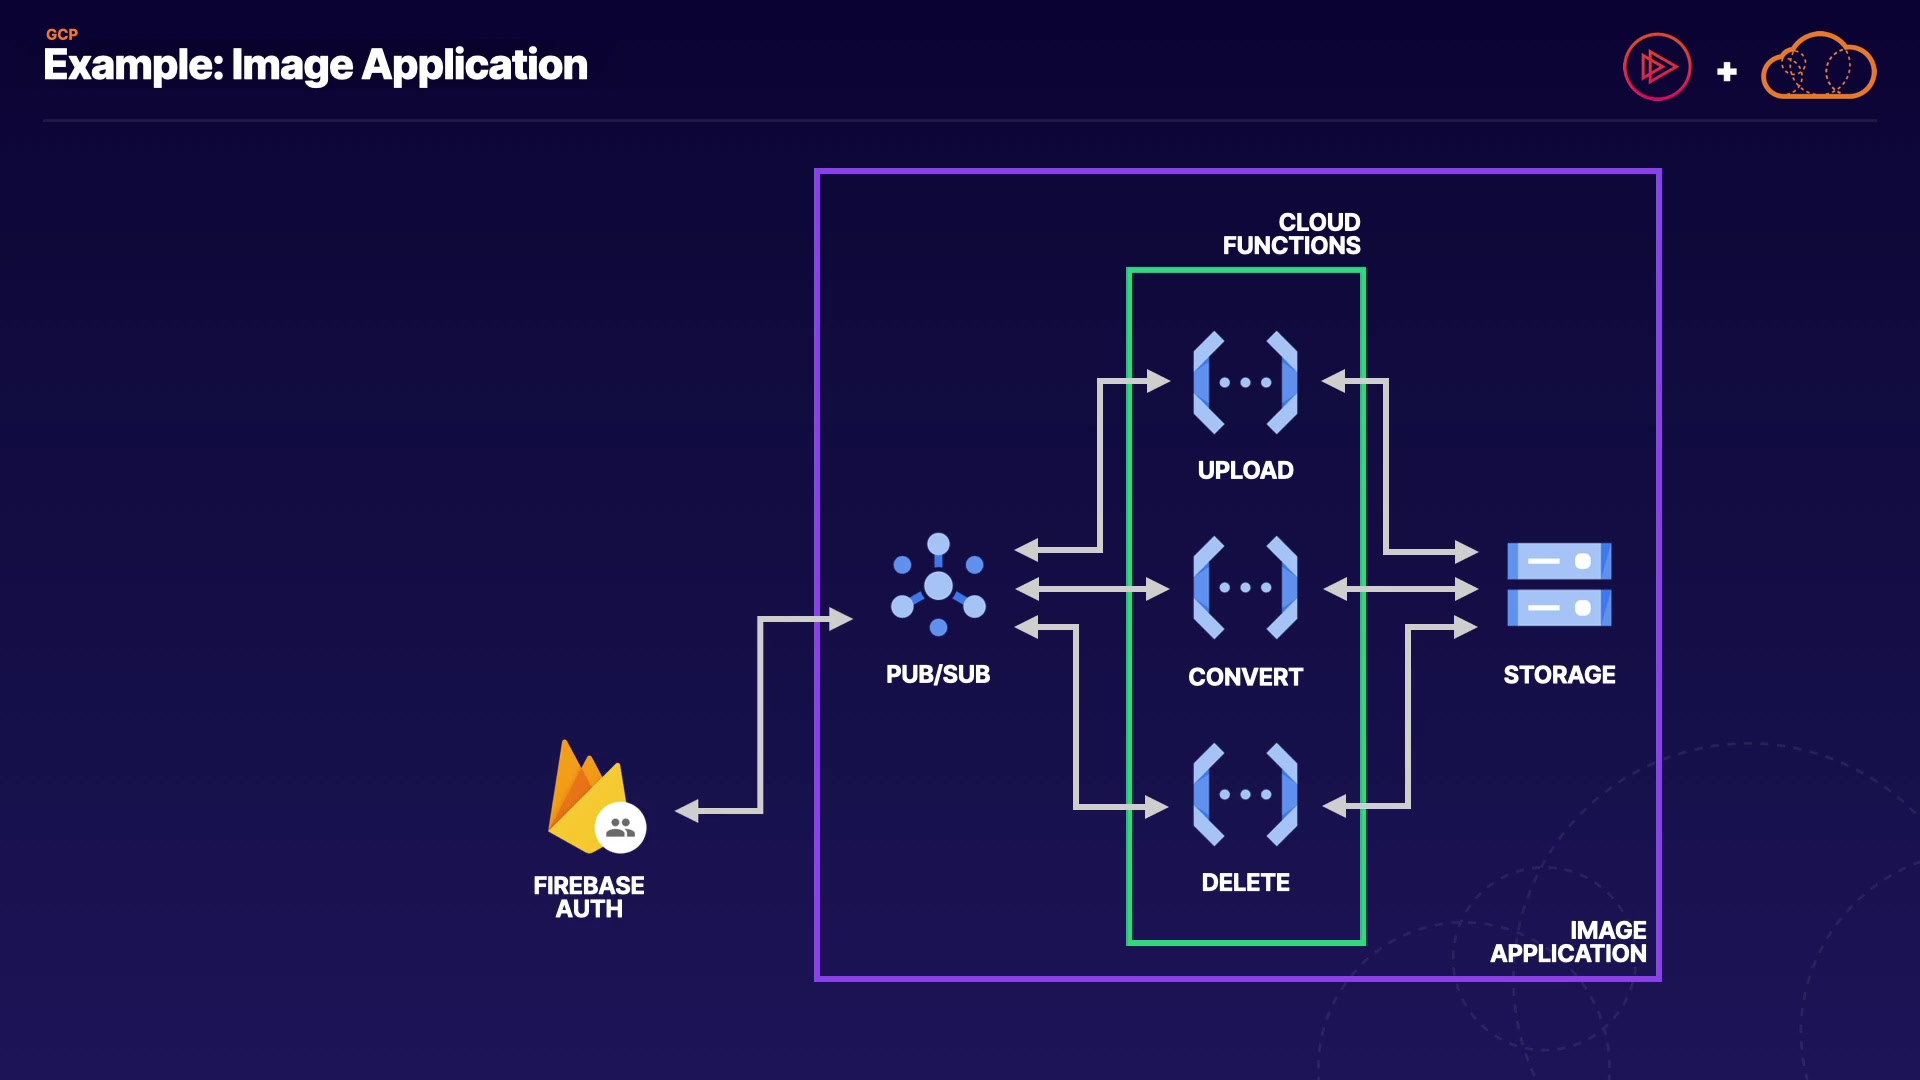 GCP
Example: Image Application
CLOUD
FUNCTIONS
UPLOAD
PUB/SUB
CONVERT
STORAGE
FIREBASE
AUTH
DELETE
IMAGE
APPLICATION